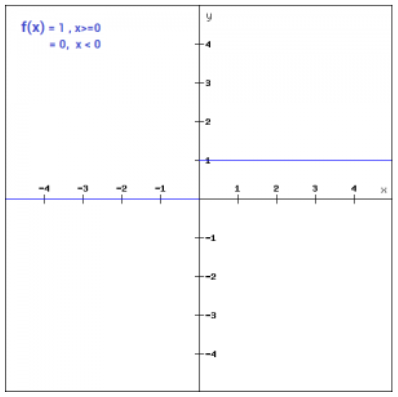 f(x) = 1 , x>=0
= 0, x < 0
y
4
3
2
1
-4 -3 -2 -1 1 2 3 4 x
-1
-2
-3
-4